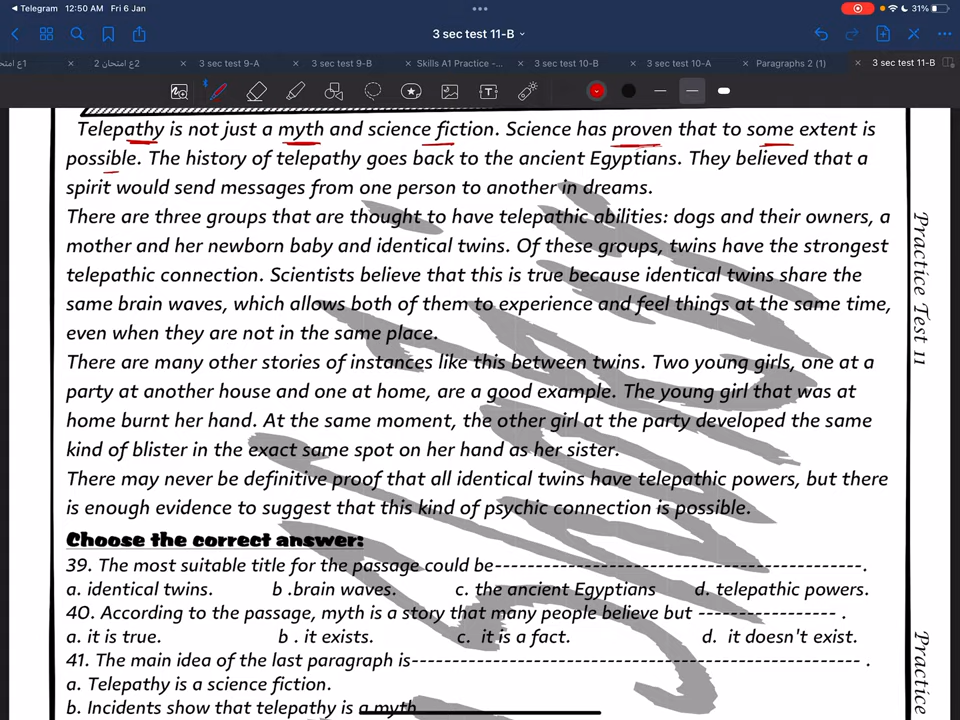 Telegram 12:50 AM Fri 6 Jan 31%
3 sec test 11-B
3 sec test 9-A 3 sec test 9-B Skills A1 Practice -... 3 sec test 10-B 3 sec test 10-A Paragraphs 2 (1) 3 sec test 11-B
Telepathy is not just a myth and science fiction. Science has proven that to some extent is
possible. The history of telepathy goes back to the ancient Egyptians. They believed that a
spirit would send messages from one person to another in dreams.
There are three groups that are thought to have telepathic abilities: dogs and their owners, a
mother and her newborn baby and identical twins. Of these groups, twins have the strongest
telepathic connection. Scientists believe that this is true because identical twins share the
same brain waves, which allows both of them to experience and feel things at the same time,
even when they are not in the same place.
There are many other stories of instances like this between twins. Two young girls, one at a
party at another house and one at home, are a good example. The young girl that was at
home burnt her hand. At the same moment, the other girl at the party developed the same
kind of blister in the exact same spot on her hand as her sister.
There may never be definitive proof that all identical twins have telepathic powers, but there
is enough evidence to suggest that this kind of psychic connection is possible.
Choose the correct answer:
39. The most suitable title for the passage could be---------------------------------------------.
a. identical twins. b .brain waves. c. the ancient Egyptians d. telepathic powers.
40. According to the passage, myth is a story that many people believe but ----------------- .
a. it is true. b . it exists. c. it is a fact. d. it doesn't exist.
41. The main idea of the last paragraph is------------------------------------------------------- .
a. Telepathy is a science fiction.
b. Incidents show that telepathy is a myth
Practice Test 11
Practice